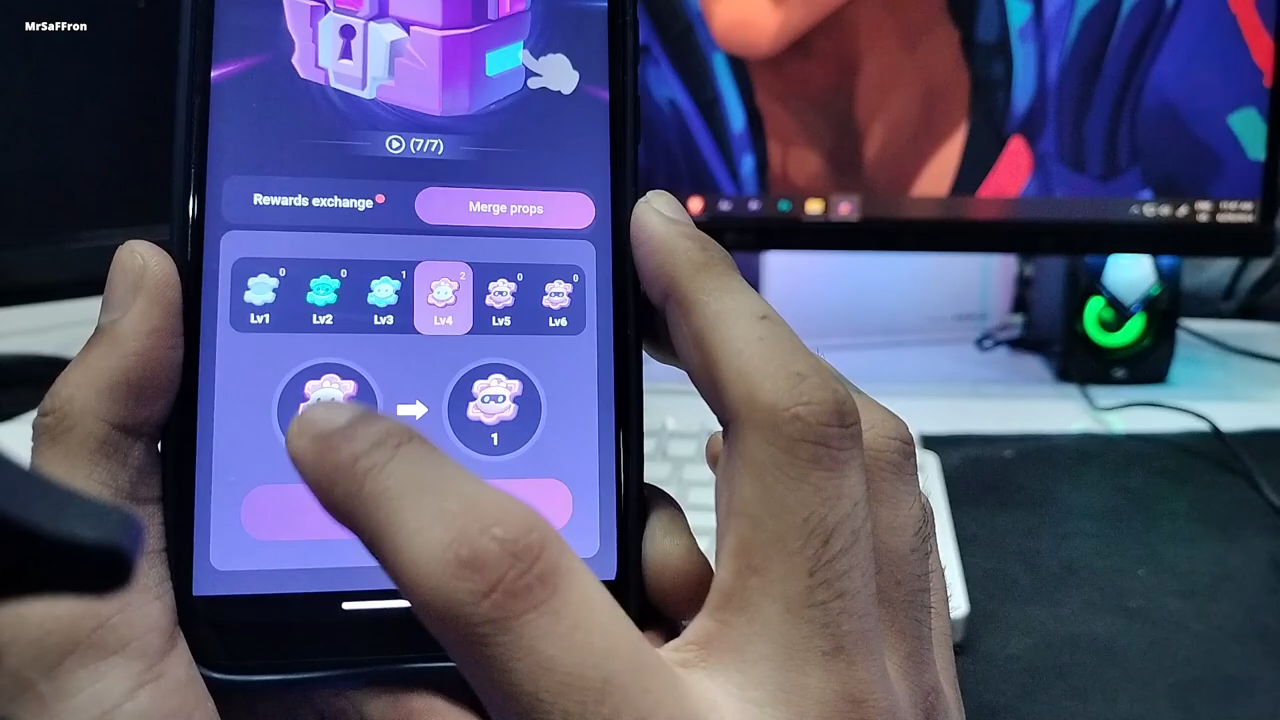 MrSaFFron
(7/7)
Rewards exchange
Merge props
0 0 1 2 0 0
Lv1 Lv2 Lv3 Lv4 Lv5 Lv6
1